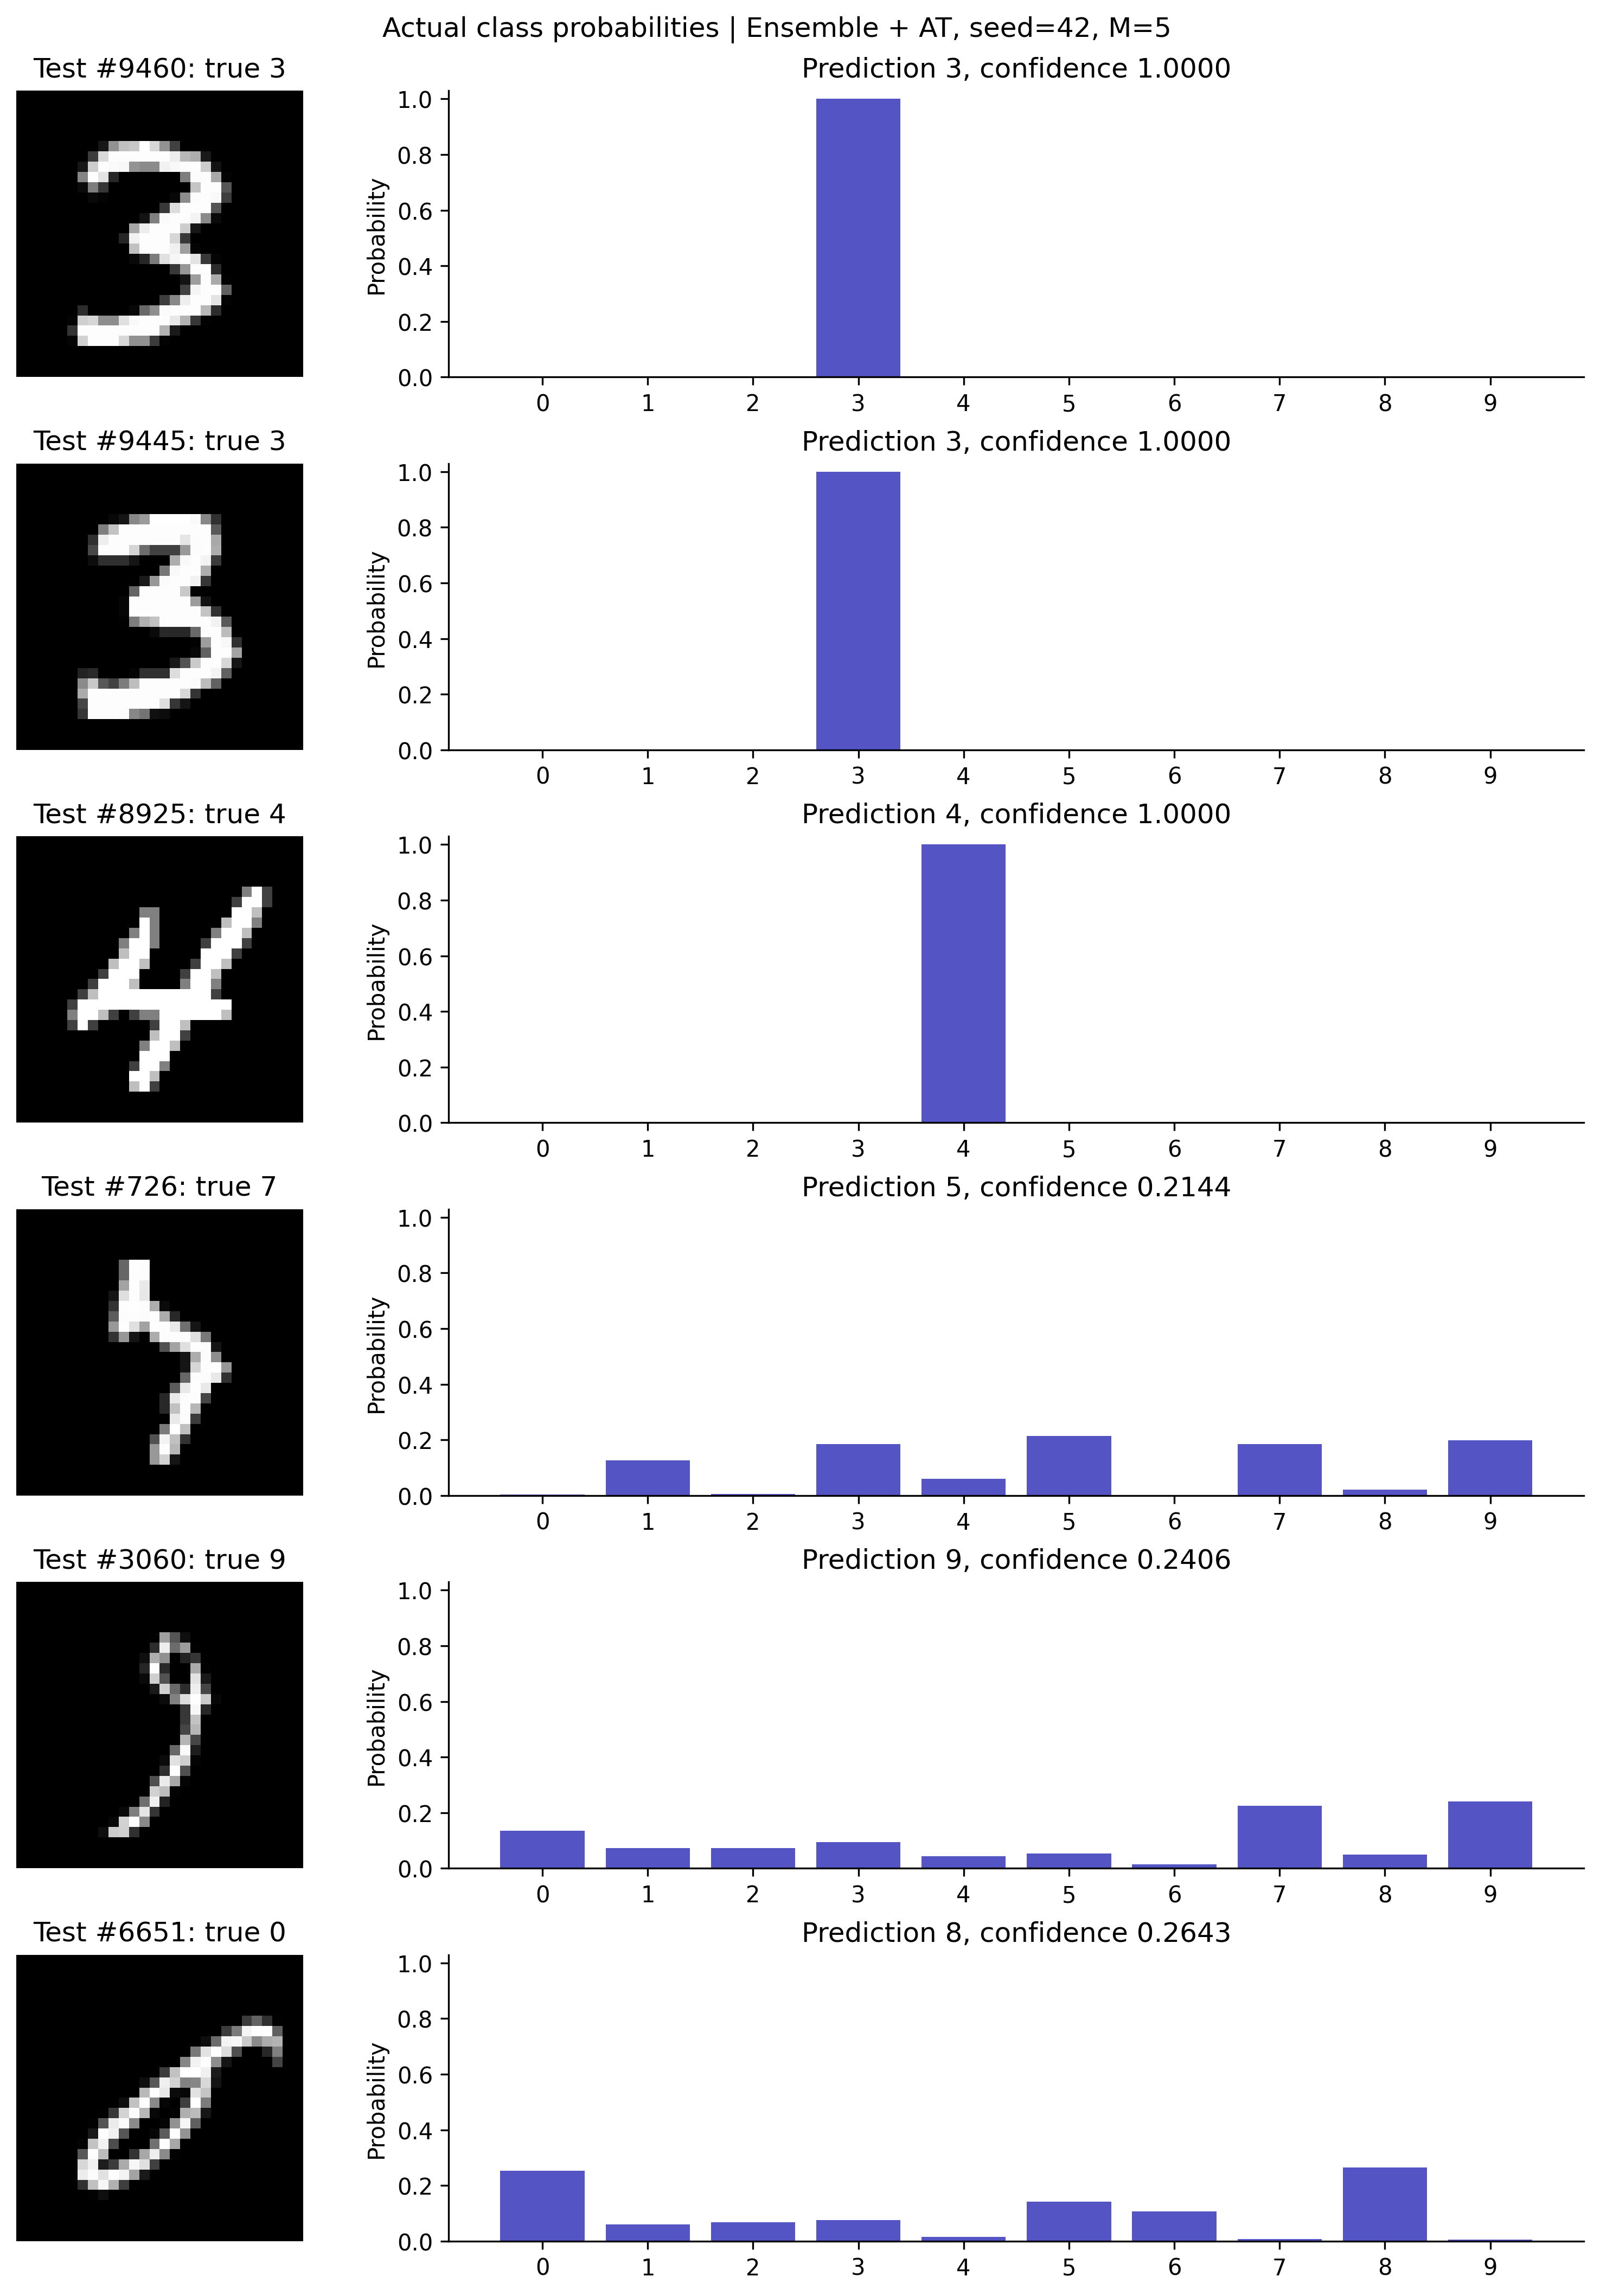 Actual class probabilities | Ensemble + AT, seed=42, M=5
Test #9460: true 3
Prediction 3, confidence 1.0000
3
Probability
1.0
0.8
0.6
0.4
0.2
0.0
0 1 2 3 4 5 6 7 8 9
Test #9445: true 3
Prediction 3, confidence 1.0000
3
Probability
1.0
0.8
0.6
0.4
0.2
0.0
0 1 2 3 4 5 6 7 8 9
Test #8925: true 4
Prediction 4, confidence 1.0000
4
Probability
1.0
0.8
0.6
0.4
0.2
0.0
0 1 2 3 4 5 6 7 8 9
Test #726: true 7
Prediction 5, confidence 0.2144
Probability
1.0
0.8
0.6
0.4
0.2
0.0
0 1 2 3 4 5 6 7 8 9
Test #3060: true 9
Prediction 9, confidence 0.2406
9
Probability
1.0
0.8
0.6
0.4
0.2
0.0
0 1 2 3 4 5 6 7 8 9
Test #6651: true 0
Prediction 8, confidence 0.2643
Probability
1.0
0.8
0.6
0.4
0.2
0.0
0 1 2 3 4 5 6 7 8 9